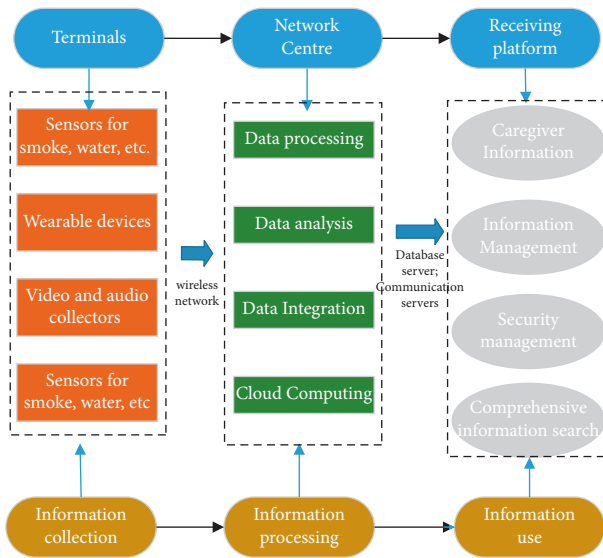 Terminals
Network
Centre
Receiving
platform
Sensors for
smoke, water, etc.
Wearable devices
Video and audio
collectors
Sensors for
smoke, water, etc
wireless
network
Data processing
Data analysis
Data Integration
Cloud Computing
Database
server;
Communication
servers
Caregiver
Information
Information
Management
Security
management
Comprehensive
information search
Information
collection
Information
processing
Information
use